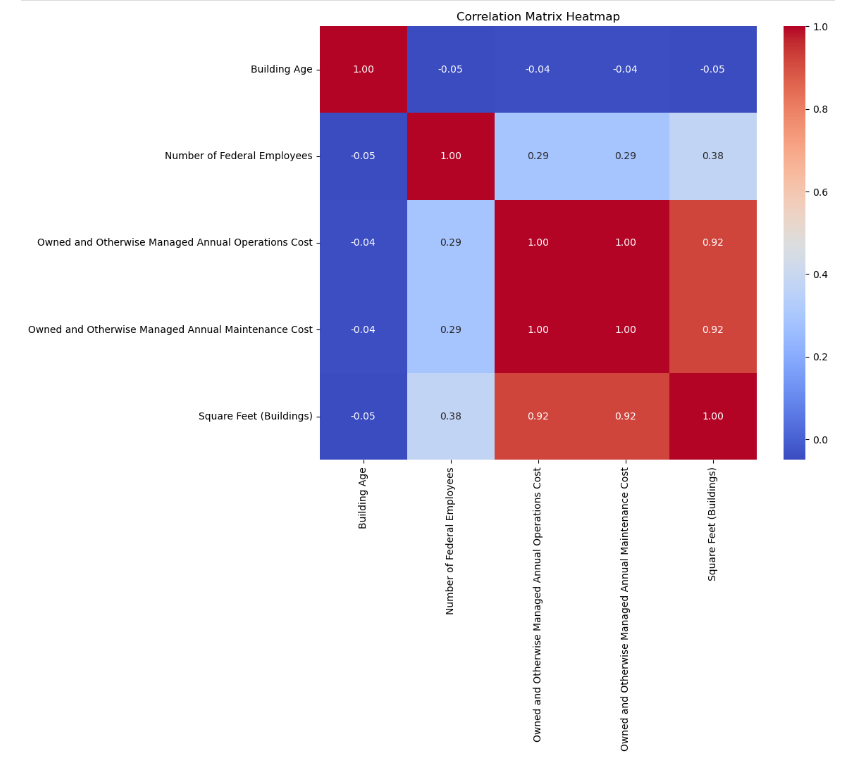 Correlation Matrix Heatmap
Building Age 1.00 -0.05 -0.04 -0.04 -0.05
Number of Federal Employees -0.05 1.00 0.29 0.29 0.38
Owned and Otherwise Managed Annual Operations Cost -0.04 0.29 1.00 1.00 0.92
Owned and Otherwise Managed Annual Maintenance Cost -0.04 0.29 1.00 1.00 0.92
Square Feet (Buildings) -0.05 0.38 0.92 0.92 1.00
Building Age
Number of Federal Employees
Owned and Otherwise Managed Annual Operations Cost
Owned and Otherwise Managed Annual Maintenance Cost
Square Feet (Buildings)
1.0
0.8
0.6
0.4
0.2
0.0